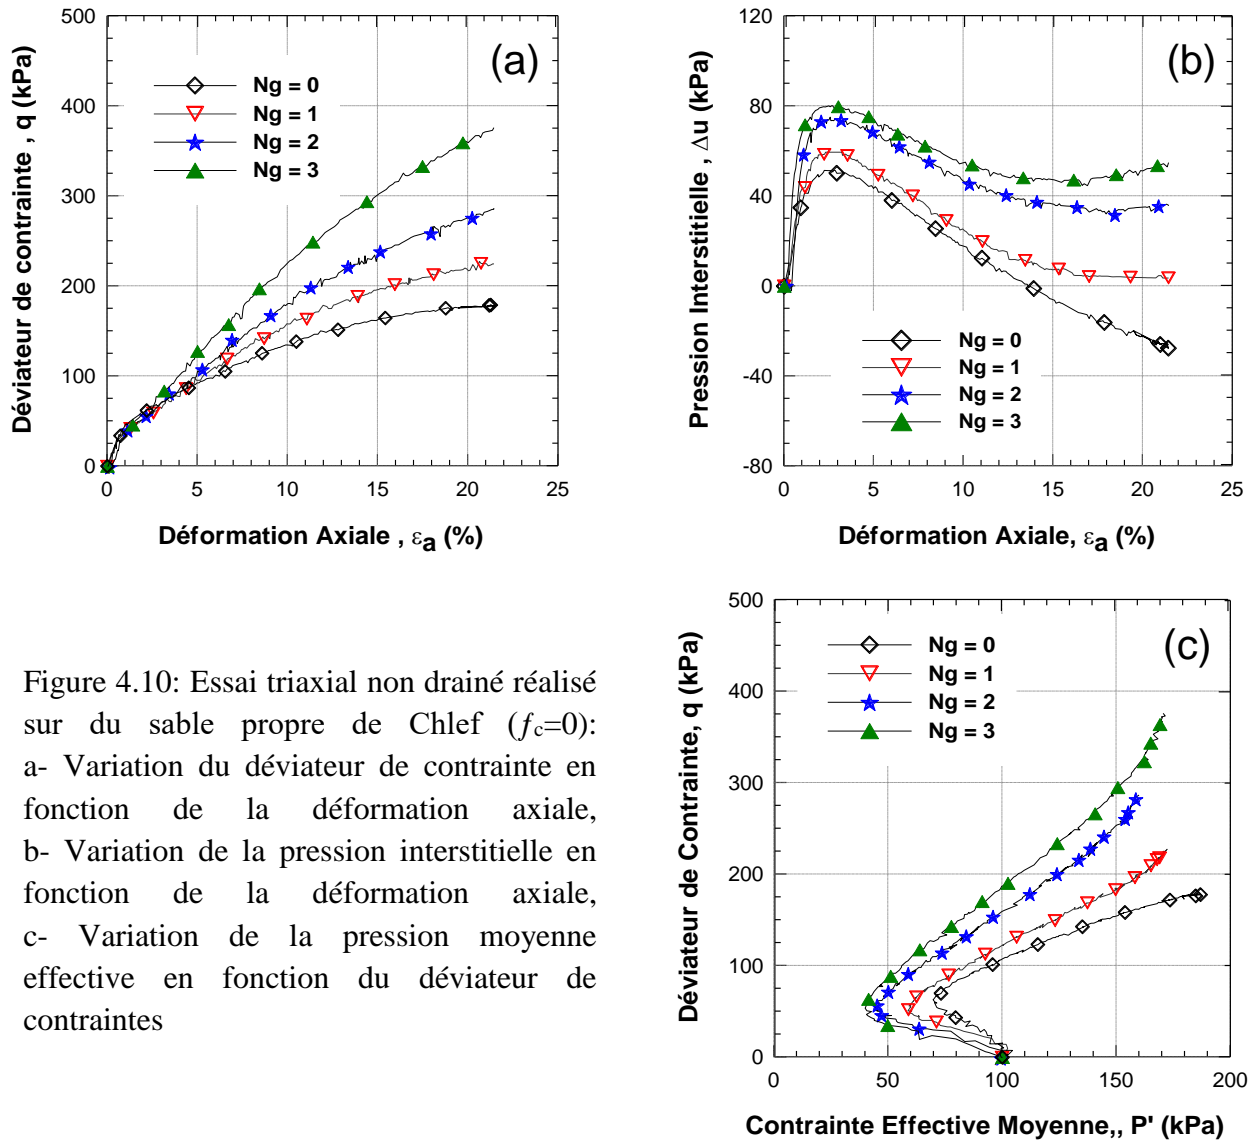 500
400
300
200
100
0
0 5 10 15 20 25
Déviateur de contrainte , q (kPa)
Déformation Axiale , εa (%)
(a)
Ng = 0
Ng = 1
Ng = 2
Ng = 3
120
80
40
0
-40
-80
0 5 10 15 20 25
Pression Interstitielle , Δu (kPa)
Déformation Axiale, εa (%)
(b)
Ng = 0
Ng = 1
Ng = 2
Ng = 3
Figure 4.10: Essai triaxial non drainé réalisé
sur du sable propre de Chlef (fc=0):
a- Variation du déviateur de contrainte en
fonction de la déformation axiale,
b- Variation de la pression interstitielle en
fonction de la déformation axiale,
c- Variation de la pression moyenne
effective en fonction du déviateur de
contraintes
500
400
300
200
100
0
0 50 100 150 200
Déviateur de Contrainte, q (kPa)
Contrainte Effective Moyenne,, P' (kPa)
(c)
Ng = 0
Ng = 1
Ng = 2
Ng = 3